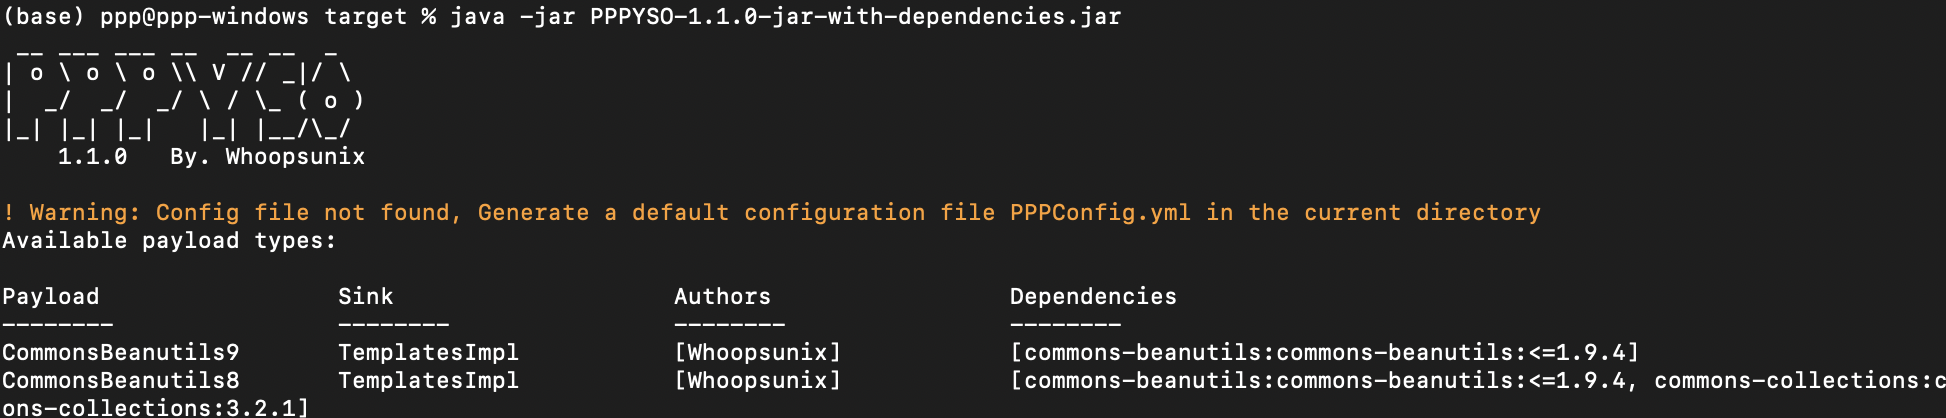 (base) ppp@ppp-windows target % java -jar PPPYSO-1.1.0-jar-with-dependencies.jar
 __ ___ ___ __  __ __  _
| o \ o \ o \\ V // _|/ \
|  _/  _/  _/ \ / \_ ( o )
|_| |_| |_|   |_| |__/\_/
    1.1.0   By. Whoopsunix
! Warning: Config file not found, Generate a default configuration file PPPConfig.yml in the current directory
Available payload types:
Payload                 Sink                    Authors                 Dependencies
--------                --------                --------                --------
CommonsBeanutils9       TemplatesImpl           [Whoopsunix]            [commons-beanutils:commons-beanutils:<=1.9.4]
CommonsBeanutils8       TemplatesImpl           [Whoopsunix]            [commons-beanutils:commons-beanutils:<=1.9.4, commons-collections:c
ons-collections:3.2.1]